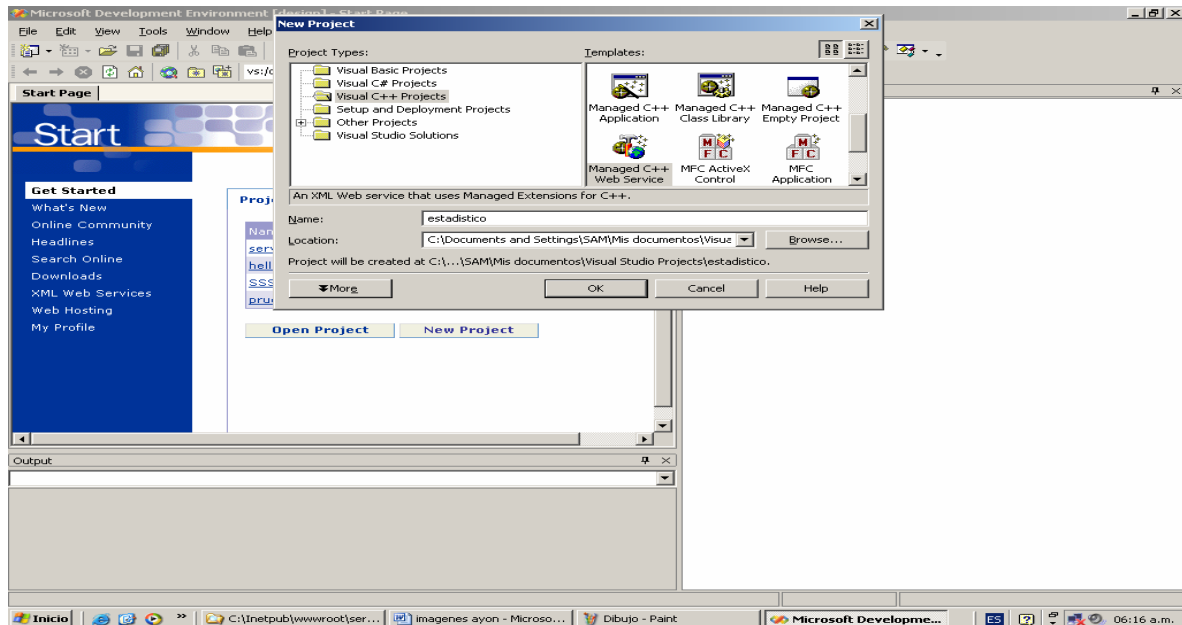 Microsoft Development Environment [design] - Start Page
File Edit View Tools Window Help
New Project
Project Types:
Templates:
Visual Basic Projects
Visual C# Projects
Visual C++ Projects
Setup and Deployment Projects
Other Projects
Visual Studio Solutions
Managed C++ Application
Managed C++ Class Library
Managed C++ Empty Project
Managed C++ Web Service
MFC ActiveX Control
MFC Application
An XML Web service that uses Managed Extensions for C++.
Name: estadistico
Location: C:\Documents and Settings\SAM\Mis documentos\Visua
Browse...
Project will be created at C:\...\SAM\Mis documentos\Visual Studio Projects\estadistico.
More
OK
Cancel
Help
vs:/
Start Page
Start
Get Started
What's New
Online Community
Headlines
Search Online
Downloads
XML Web Services
Web Hosting
My Profile
Proj
Nan
serv
hell
SSS
pru
Open Project
New Project
Output
Inicio
C:\Inetpub\wwwroot\ser...
imagenes ayon - Microso...
Dibujo - Paint
Microsoft Developme...
ES
06:16 a.m.